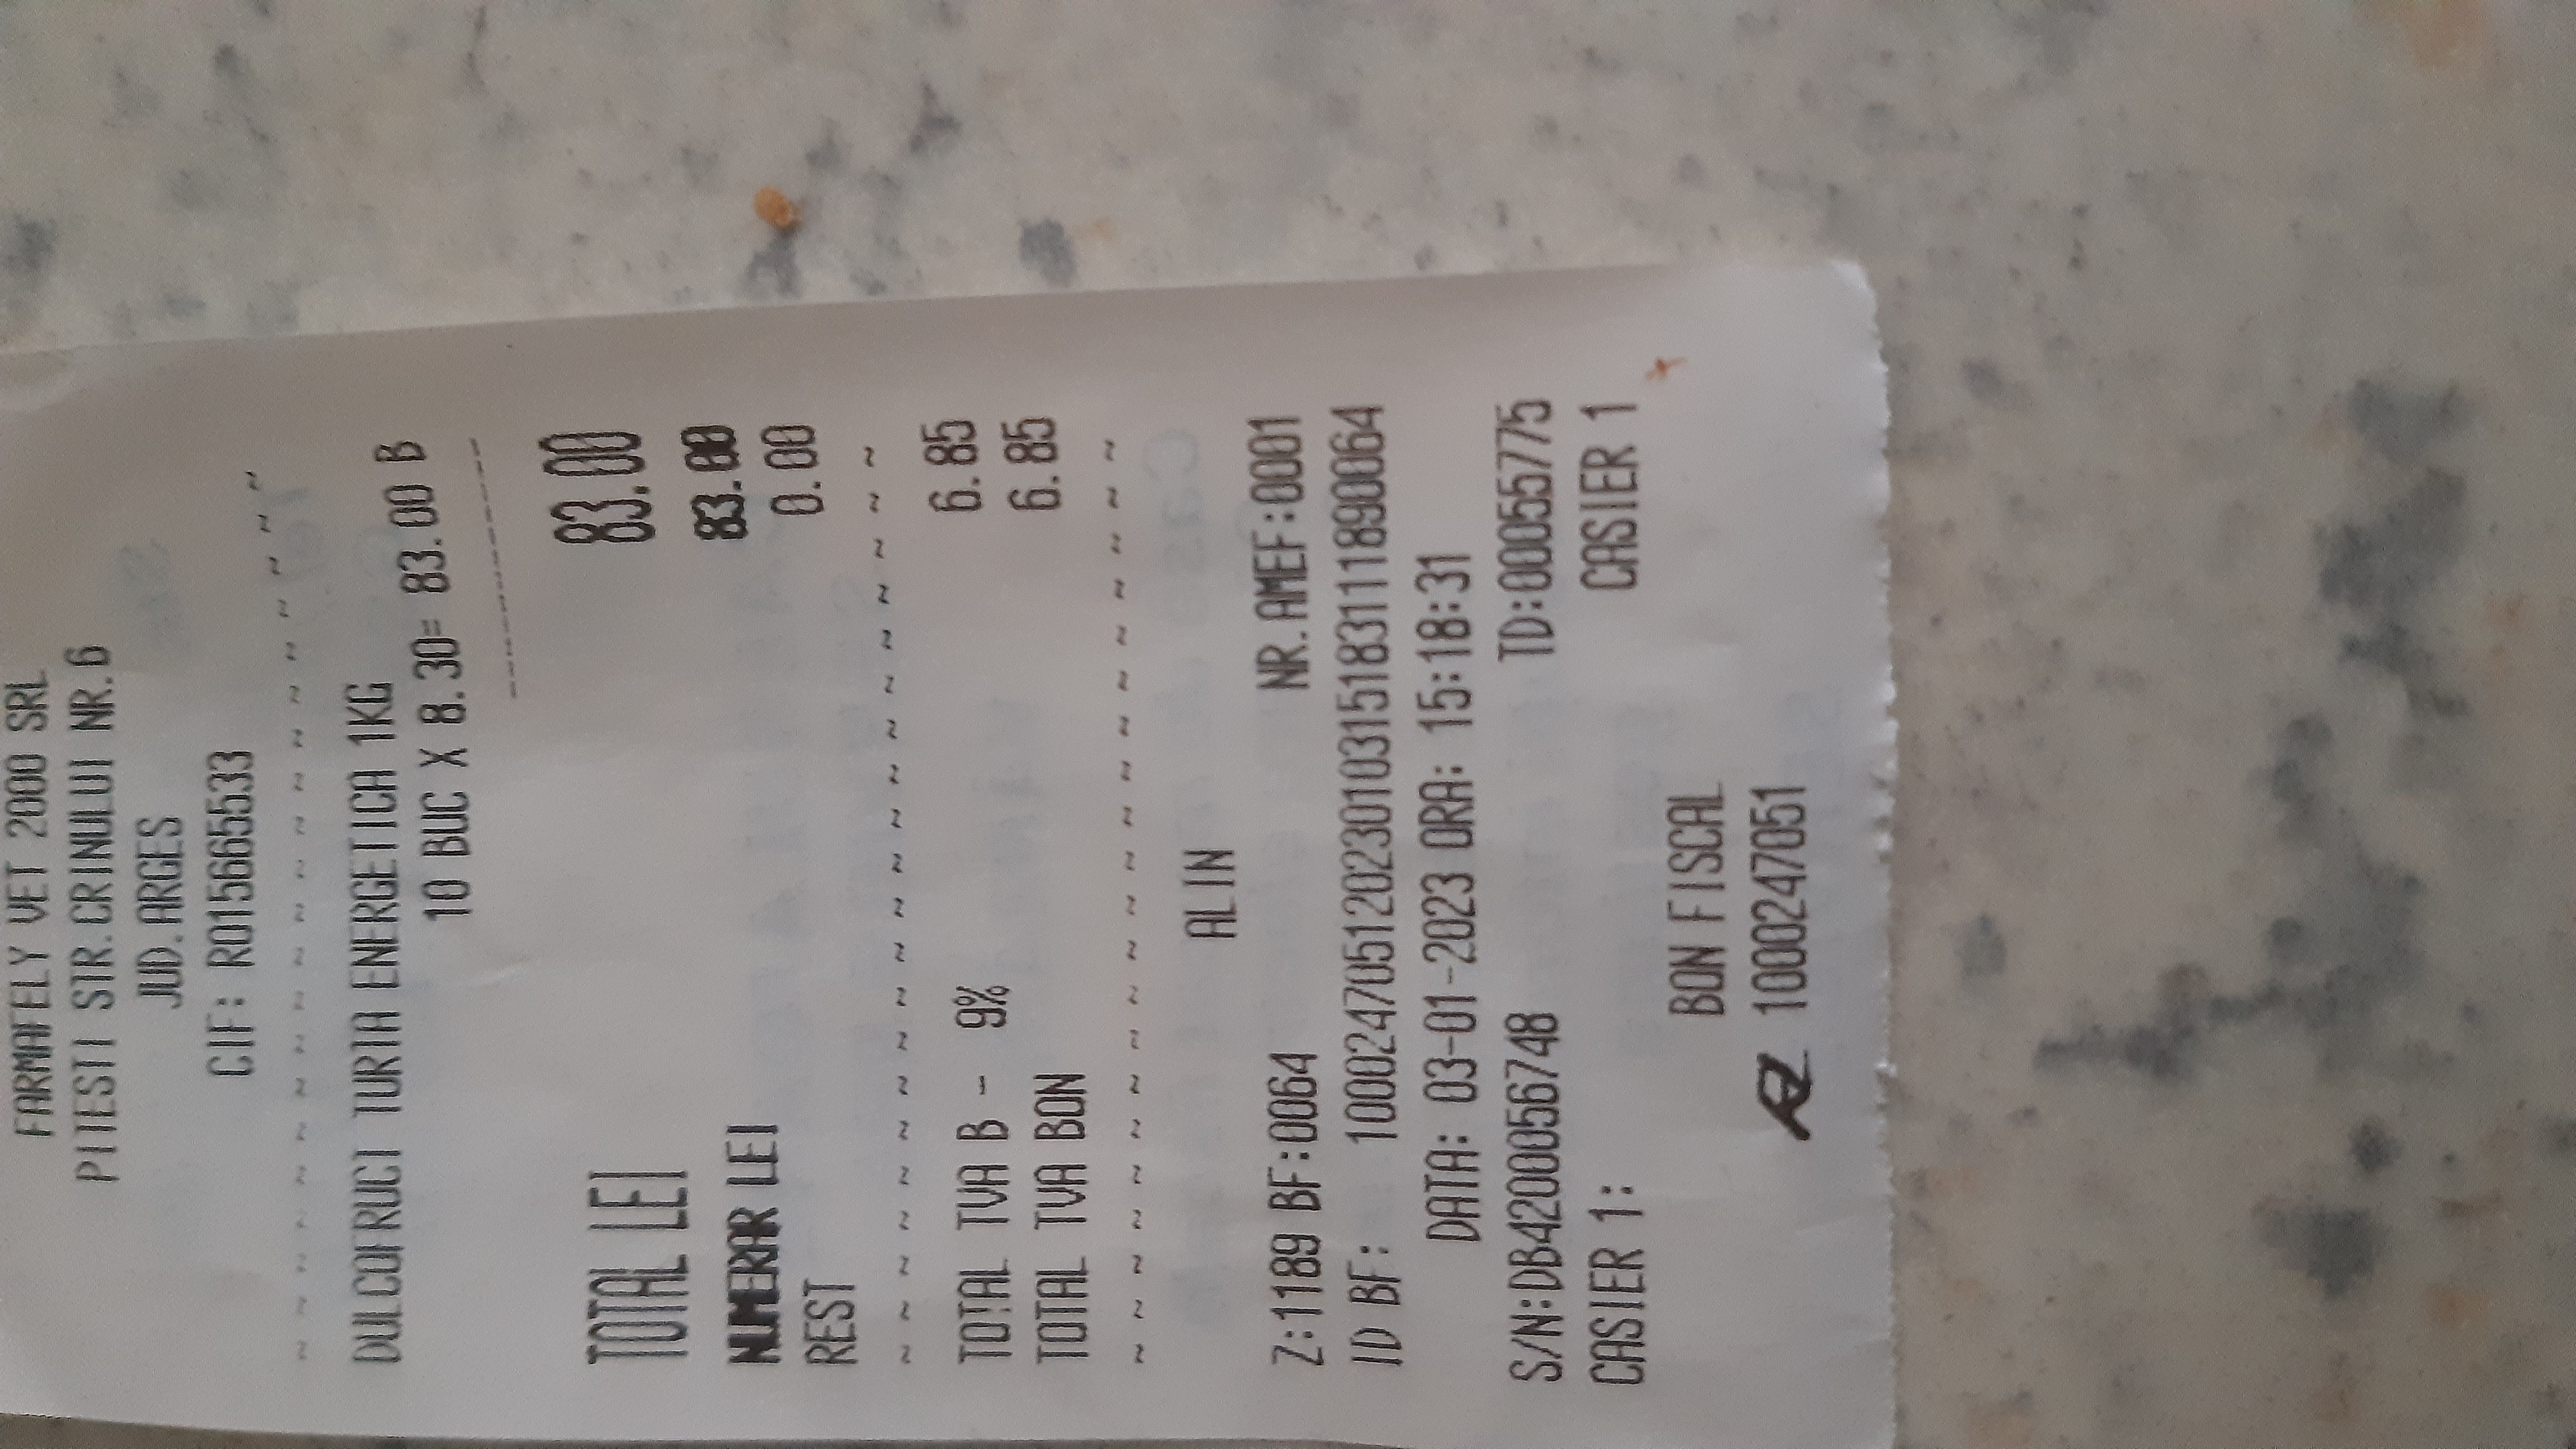 FARMAFELY VET 2000 SRL
PITESTI STR.CRINULUI NR.6
JUD.ARGES
CIF: RO15665533
~ ~ ~ ~ ~ ~ ~ ~ ~ ~ ~ ~ ~ ~ ~ ~ ~ ~ ~ ~ ~
DULCOFRUCT TURTA ENERGETICA 1KG
10 BUC X 8.30= 83.00 B
------------
TOTAL LEI 83.00
NUMERAR LEI 83.00
REST 0.00
~ ~ ~ ~ ~ ~ ~ ~ ~ ~ ~ ~ ~ ~ ~ ~ ~ ~ ~ ~ ~
TOTAL TVA B - 9% 6.85
TOTAL TVA BON 6.85
~ ~ ~ ~ ~ ~ ~ ~ ~ ~ ~ ~ ~ ~ ~ ~ ~ ~ ~ ~ ~
ALIN
Z:1189 BF:0064 NR.AMEF:0001
ID BF: 1000247051202301031518311890064
DATA: 03-01-2023 ORA: 15:18:31
S/N:DB4200056748 TD:00055775
CASIER 1: CASIER 1
BON FISCAL
1000247051